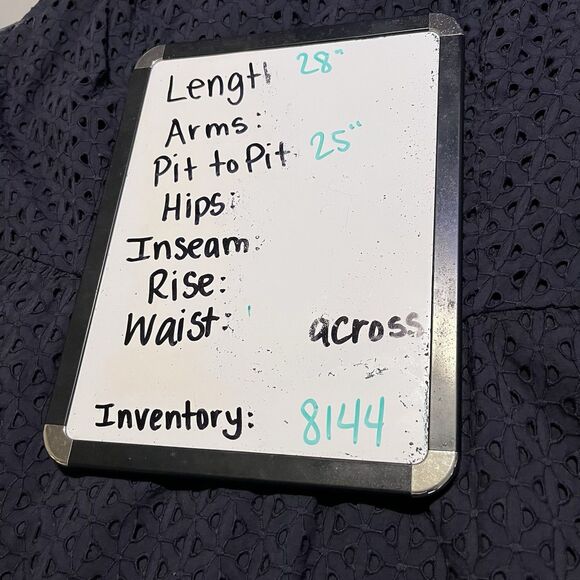 Length 28"
Arms:
Pit to Pit 25"
Hips:
Inseam:
Rise:
Waist: across
Inventory: 8144